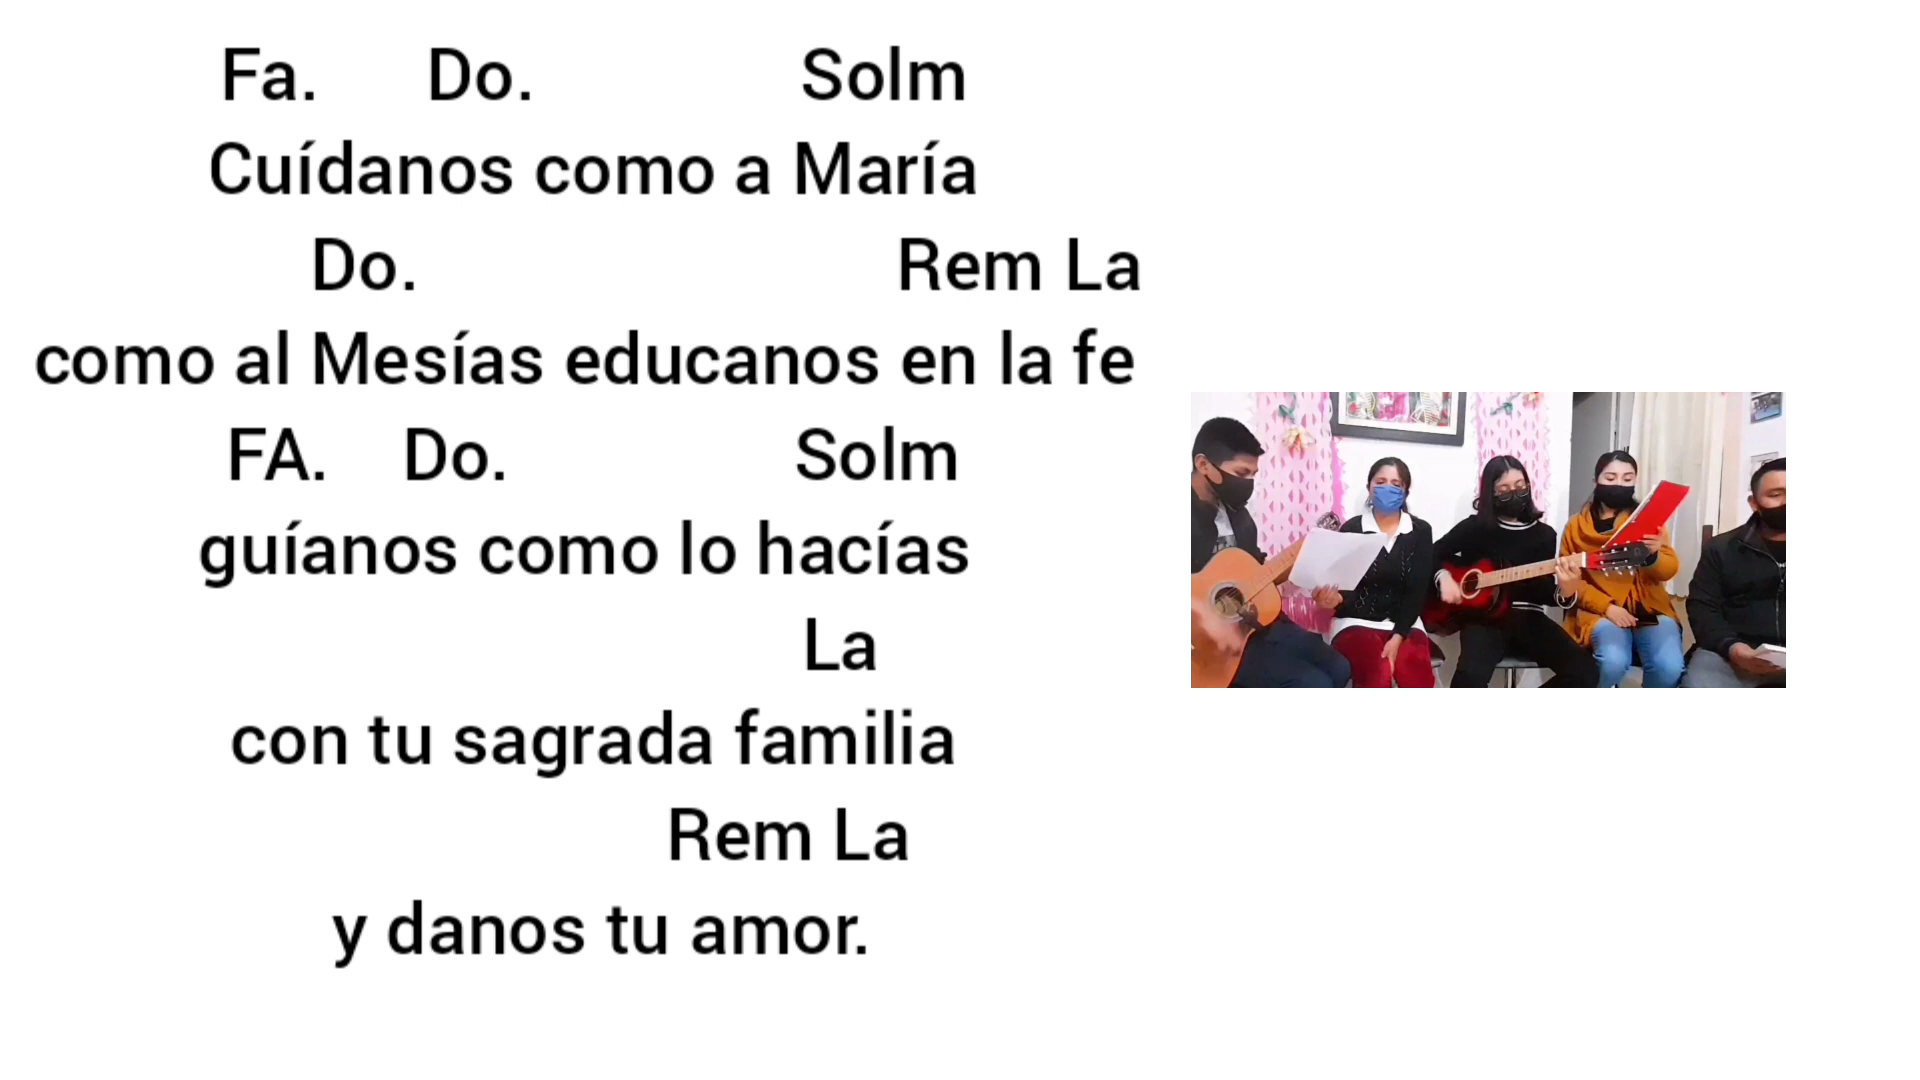 Fa. Do. Solm
Cuídanos como a María
Do. Rem La
como al Mesías educanos en la fe
FA. Do. Solm
guíanos como lo hacías
La
con tu sagrada familia
Rem La
y danos tu amor.